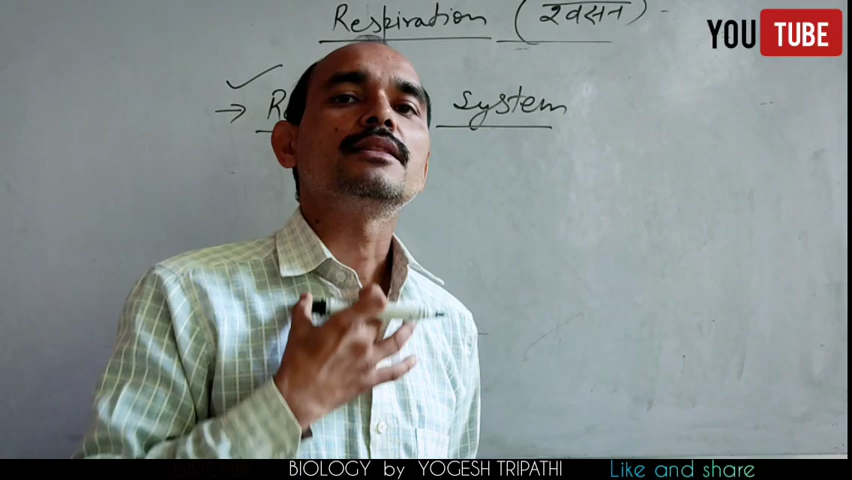 Respiration (श्वसन)
YOU TUBE
→ System
BIOLOGY by YOGESH TRIPATHI Like and share